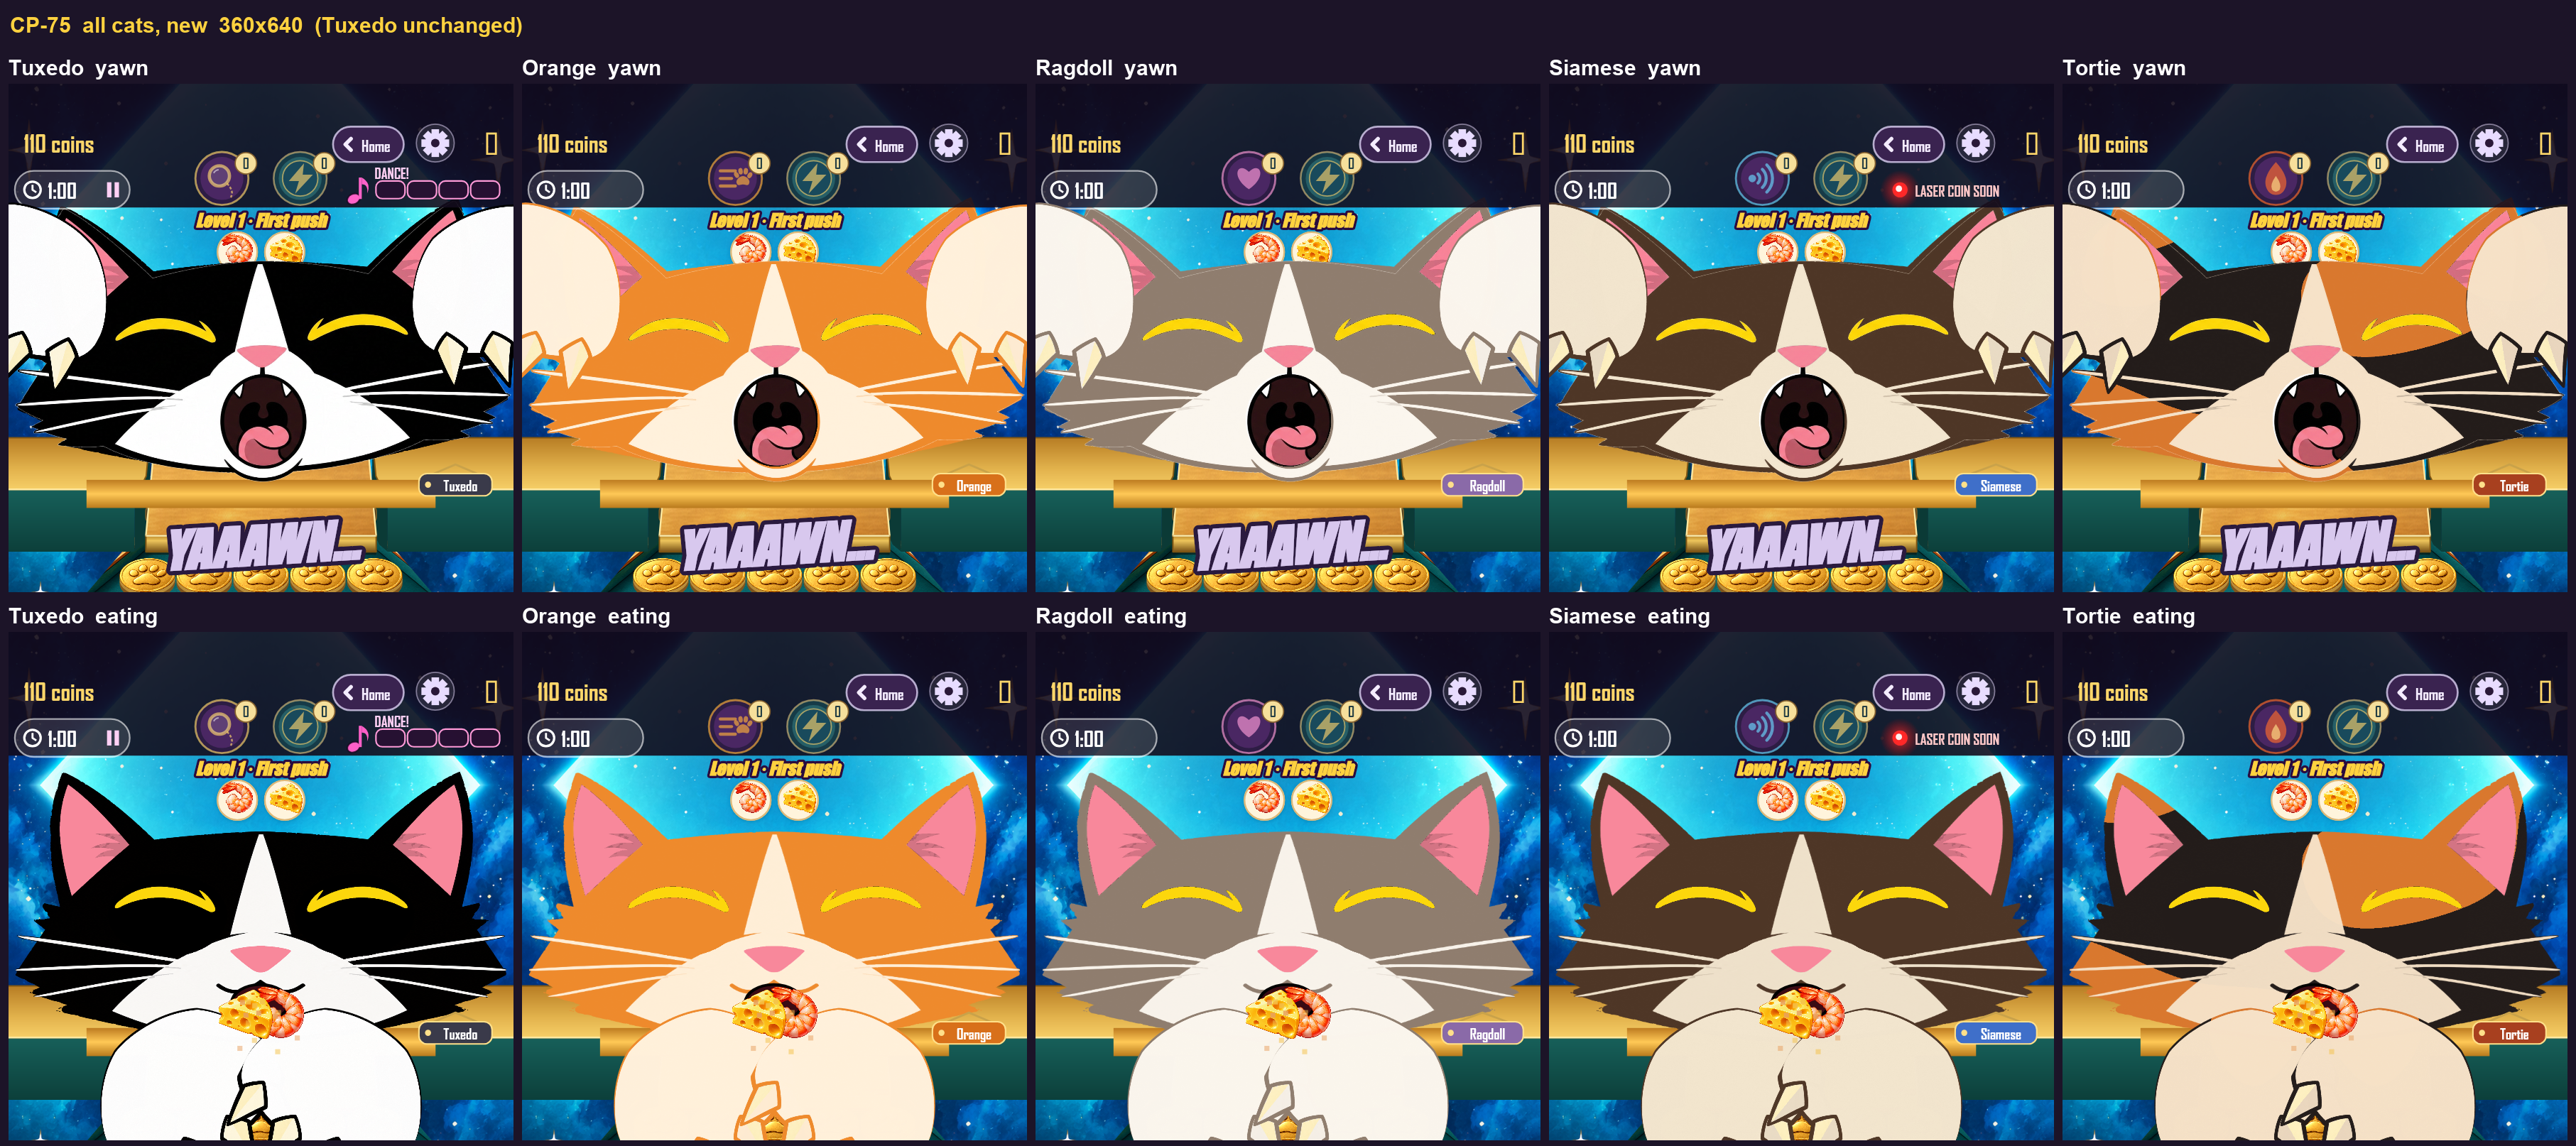 CP-75 all cats, new 360x640 (Tuxedo unchanged)
Tuxedo yawn
Orange yawn
Ragdoll yawn
Siamese yawn
Tortie yawn
110 coins
Home
1:00
0
0
DANCE!
Level 1 · First push
Tuxedo
YAAAWN...
110 coins
Home
1:00
0
0
Level 1 · First push
Orange
YAAAWN...
110 coins
Home
1:00
0
0
Level 1 · First push
Ragdoll
YAAAWN...
110 coins
Home
1:00
0
0
LASER COIN SOON
Level 1 · First push
Siamese
YAAAWN...
110 coins
Home
1:00
0
0
Level 1 · First push
Tortie
YAAAWN...
Tuxedo eating
Orange eating
Ragdoll eating
Siamese eating
Tortie eating
110 coins
Home
1:00
0
0
DANCE!
Level 1 · First push
Tuxedo
110 coins
Home
1:00
0
0
Level 1 · First push
Orange
110 coins
Home
1:00
0
0
Level 1 · First push
Ragdoll
110 coins
Home
1:00
0
0
LASER COIN SOON
Level 1 · First push
Siamese
110 coins
Home
1:00
0
0
Level 1 · First push
Tortie